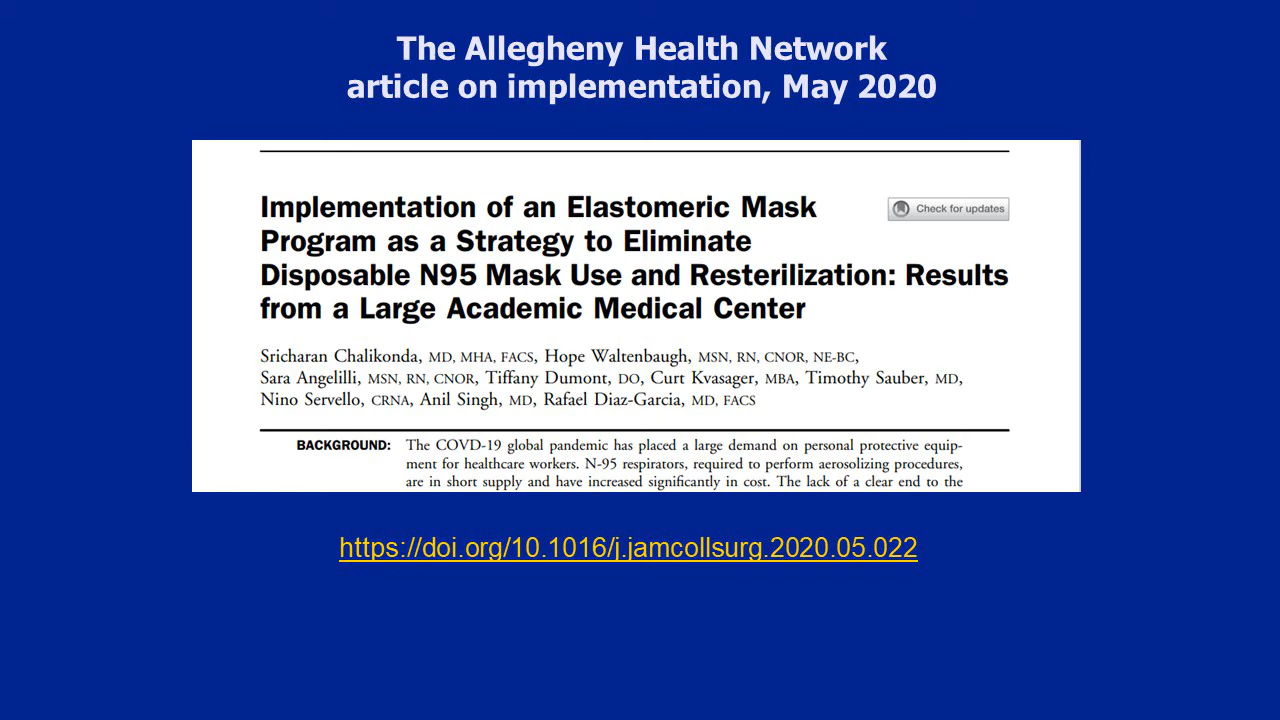 The Allegheny Health Network
article on implementation, May 2020
Implementation of an Elastomeric Mask
Check for updates
Program as a Strategy to Eliminate
Disposable N95 Mask Use and Resterilization: Results
from a Large Academic Medical Center
Sricharan Chalikonda, MD, MHA, FACS, Hope Waltenbaugh, MSN, RN, CNOR, NE-BC,
Sara Angelilli, MSN, RN, CNOR, Tiffany Dumont, DO, Curt Kvasager, MBA, Timothy Sauber, MD,
Nino Servello, CRNA, Anil Singh, MD, Rafael Diaz-Garcia, MD, FACS
BACKGROUND: The COVD-19 global pandemic has placed a large demand on personal protective equip-
ment for healthcare workers. N-95 respirators, required to perform aerosolizing procedures,
are in short supply and have increased significantly in cost. The lack of a clear end to the
https://doi.org/10.1016/j.jamcollsurg.2020.05.022